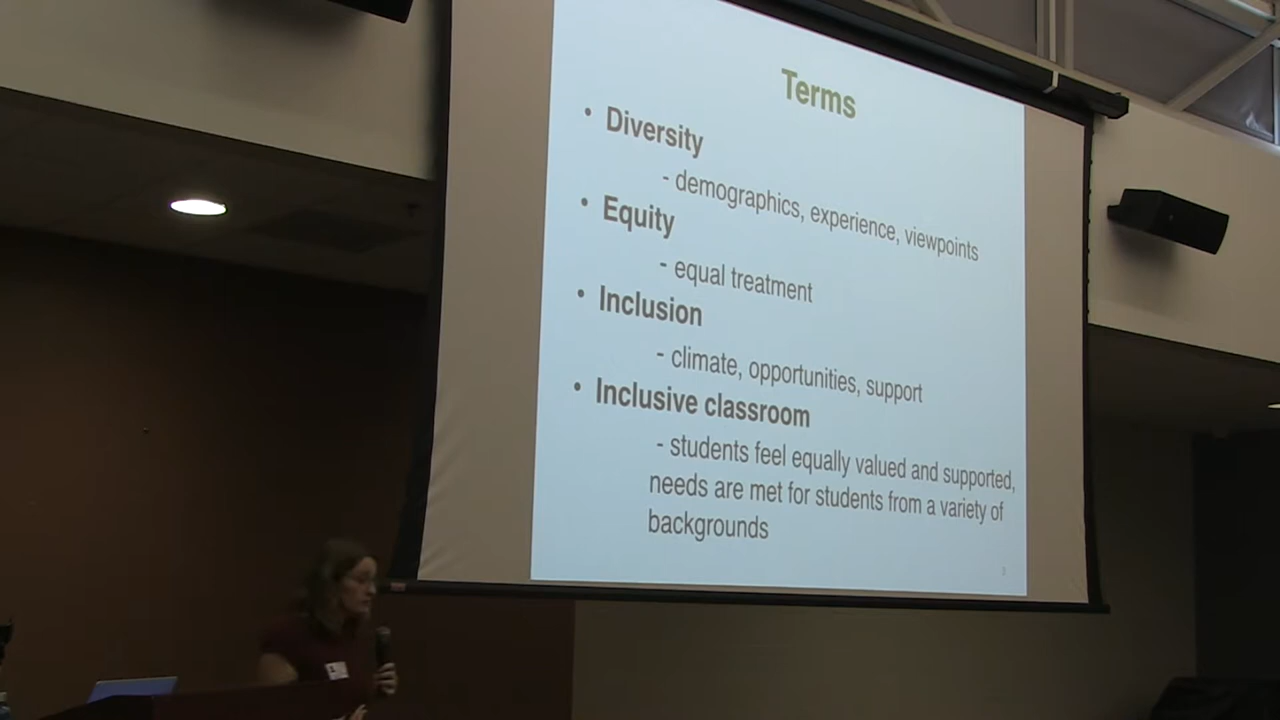 Terms
• Diversity
- demographics, experience, viewpoints
• Equity
- equal treatment
• Inclusion
- climate, opportunities, support
• Inclusive classroom
- students feel equally valued and supported,
needs are met for students from a variety of
backgrounds